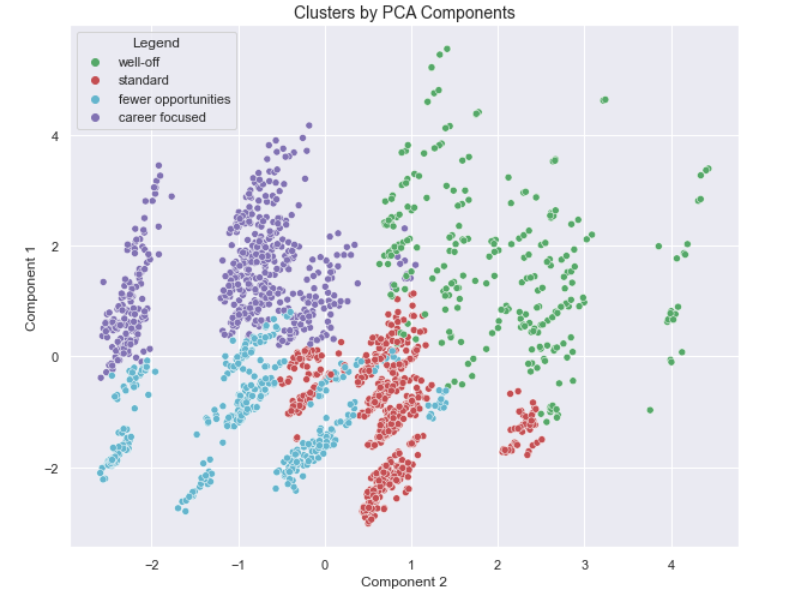 Clusters by PCA Components
Legend
well-off
standard
fewer opportunities
career focused
4
2
0
−2
Component 1
−2 −1 0 1 2 3 4
Component 2